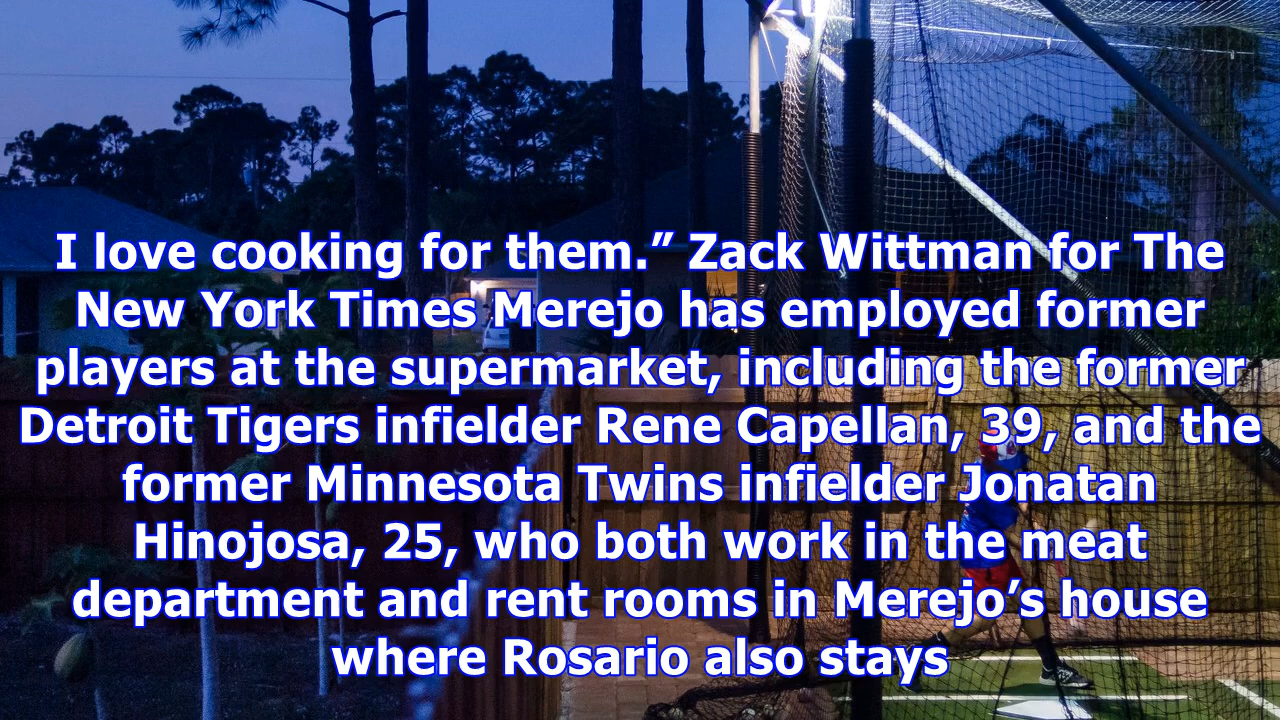 I love cooking for them.” Zack Wittman for The
New York Times Merejo has employed former
players at the supermarket, including the former
Detroit Tigers infielder Rene Capellan, 39, and the
former Minnesota Twins infielder Jonatan
Hinojosa, 25, who both work in the meat
department and rent rooms in Merejo’s house
where Rosario also stays